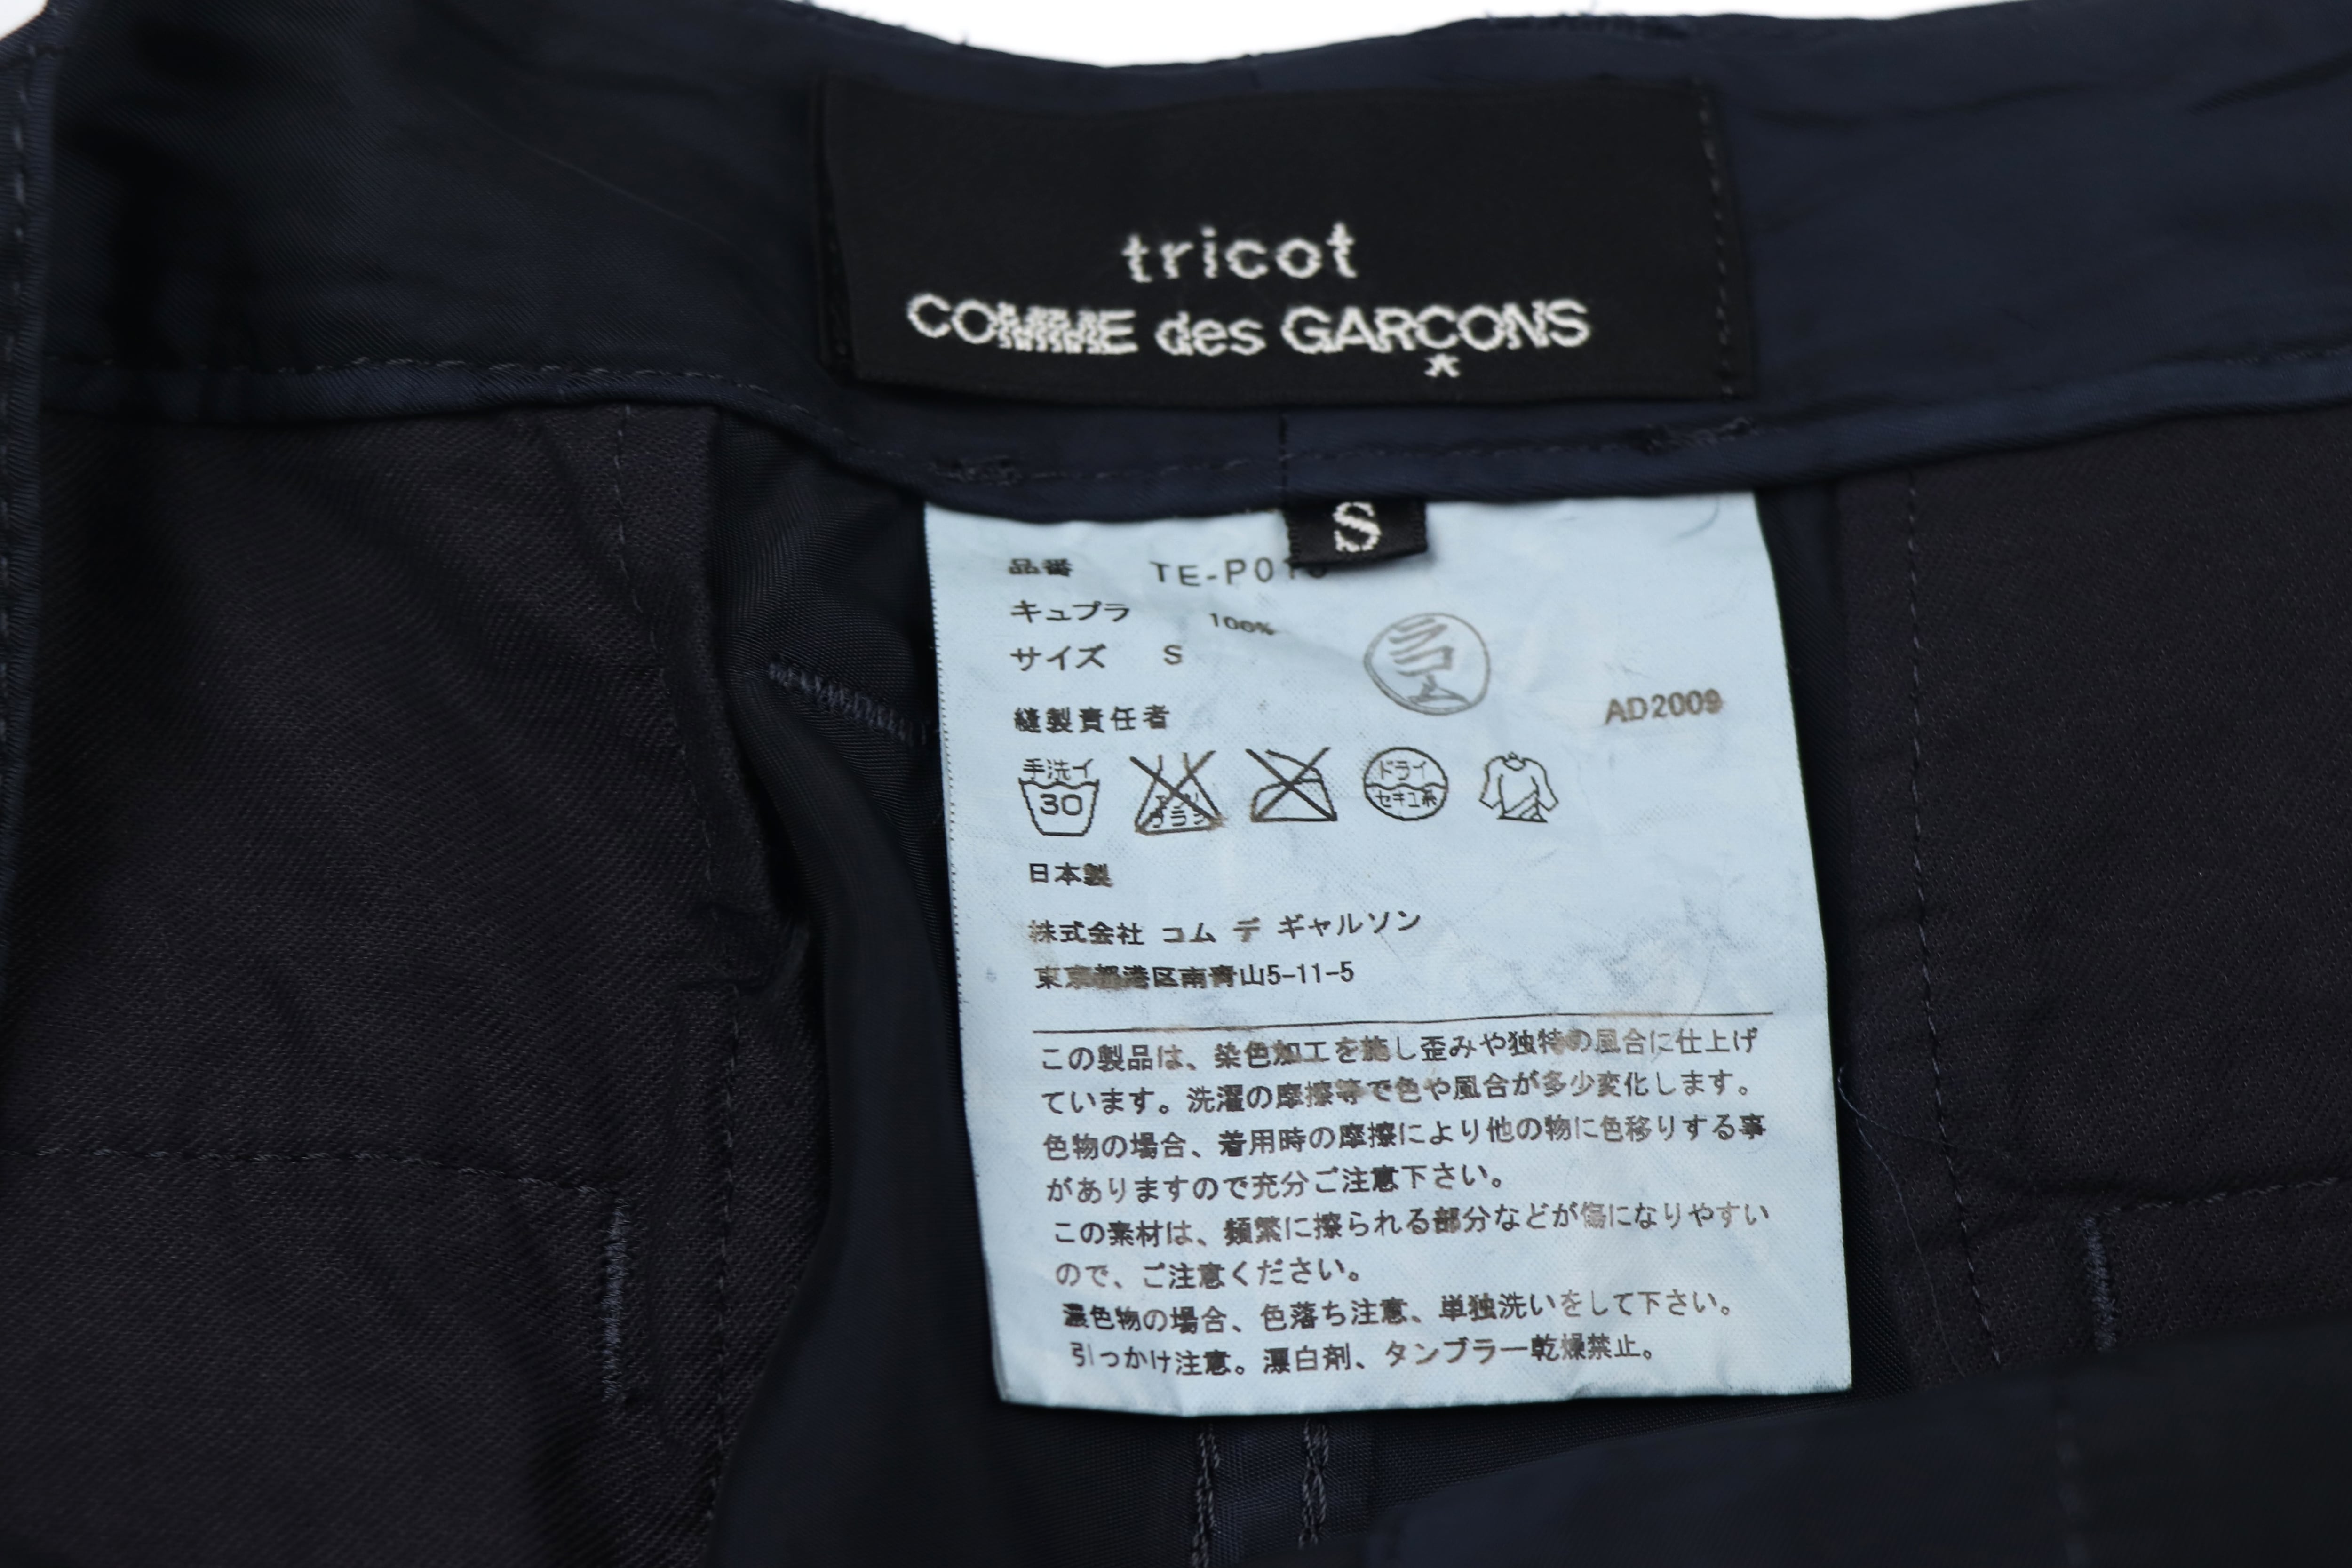 tricot
COMME des GARÇONS
S
品番 TE-P01
キュプラ 100%
サイズ S
縫製責任者
AD2009
手洗イ
30
エンソ
サラシ
ドライ
セキユ系
日本製
株式会社 コム デ ギャルソン
東京都港区南青山5-11-5
この製品は、染色加工を施し歪みや独特の風合に仕上げ
ています。洗濯の摩擦等で色や風合が多少変化します。
色物の場合、着用時の摩擦により他の物に色移りする事
がありますので充分ご注意下さい。
この素材は、頻繁に擦られる部分などが傷になりやすい
ので、ご注意ください。
濃色物の場合、色落ち注意、単独洗いをして下さい。
引っかけ注意。漂白剤、タンブラー乾燥禁止。